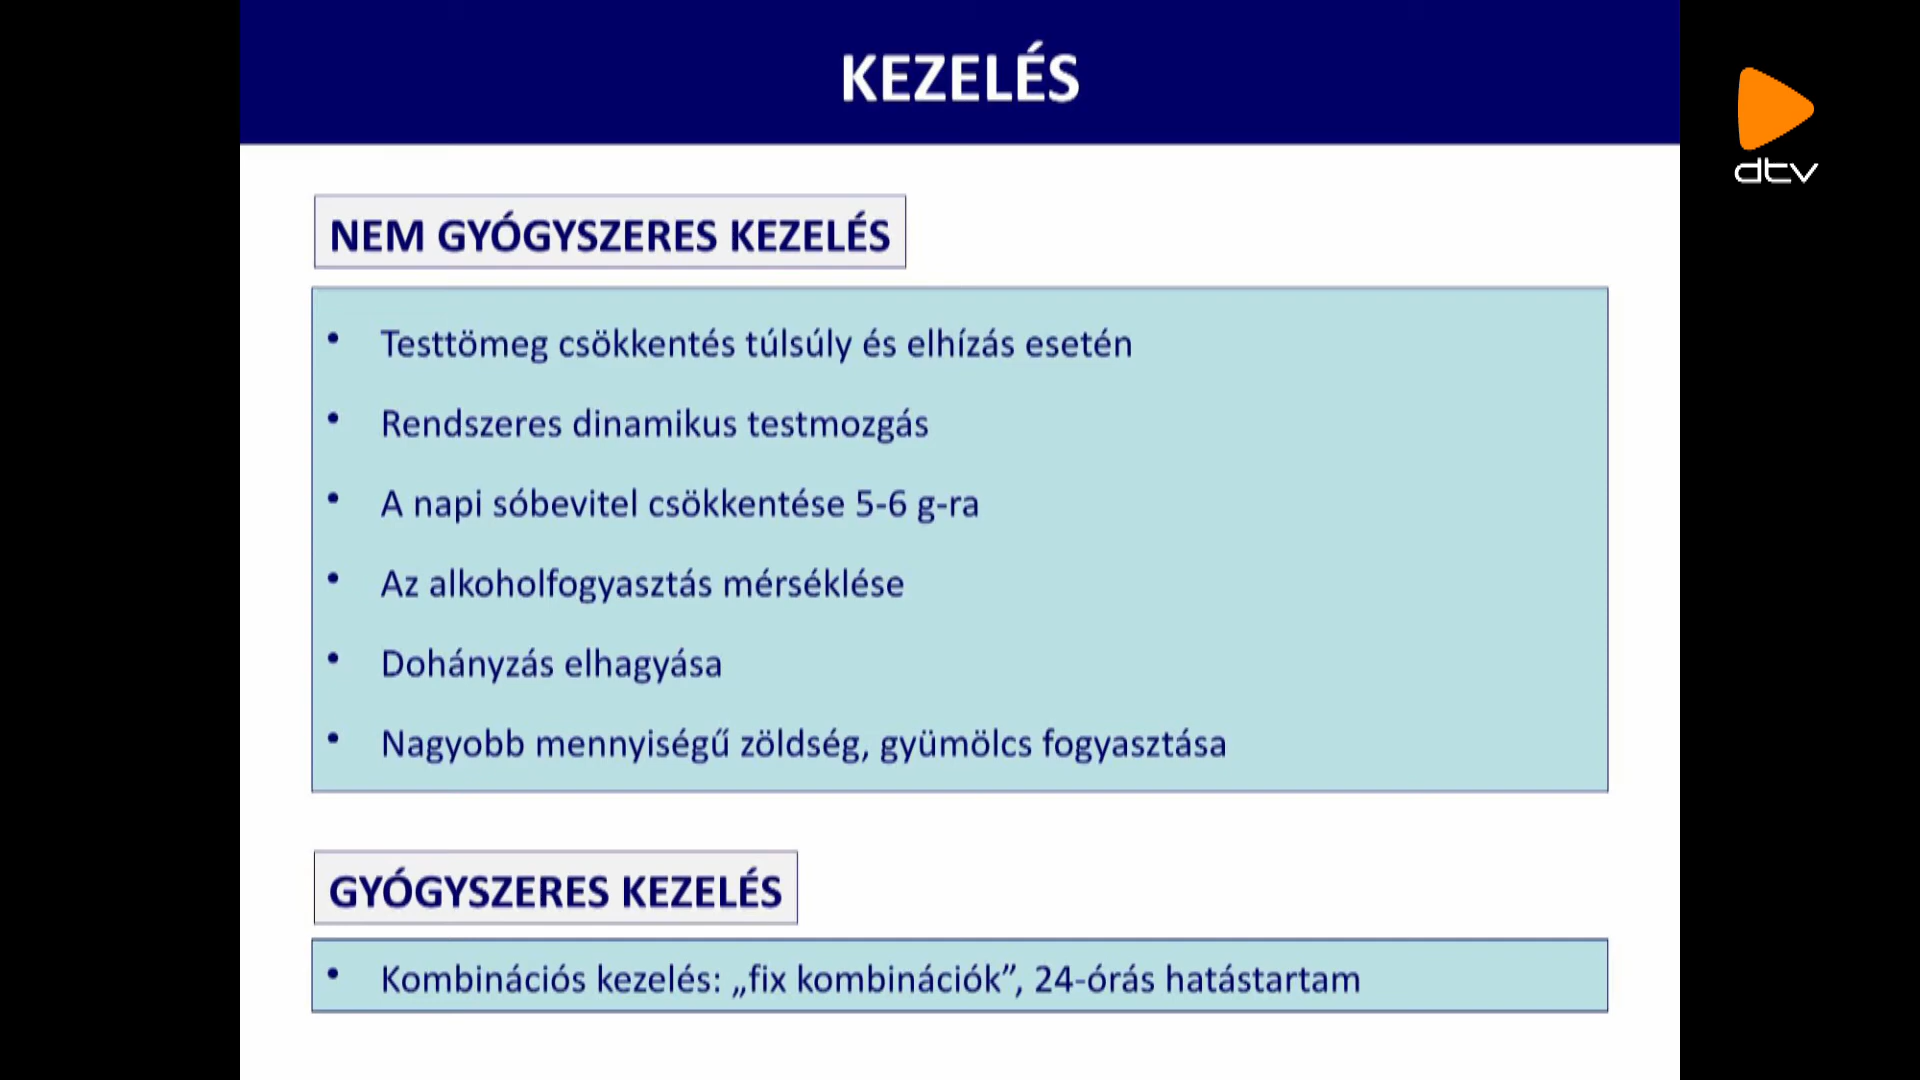 KEZELÉS
dtv
NEM GYÓGYSZERES KEZELÉS
• Testtömeg csökkentés túlsúly és elhízás esetén
• Rendszeres dinamikus testmozgás
• A napi sóbevitel csökkentése 5-6 g-ra
• Az alkoholfogyasztás mérséklése
• Dohányzás elhagyása
• Nagyobb mennyiségű zöldség, gyümölcs fogyasztása
GYÓGYSZERES KEZELÉS
• Kombinációs kezelés: „fix kombinációk”, 24-órás hatástartam